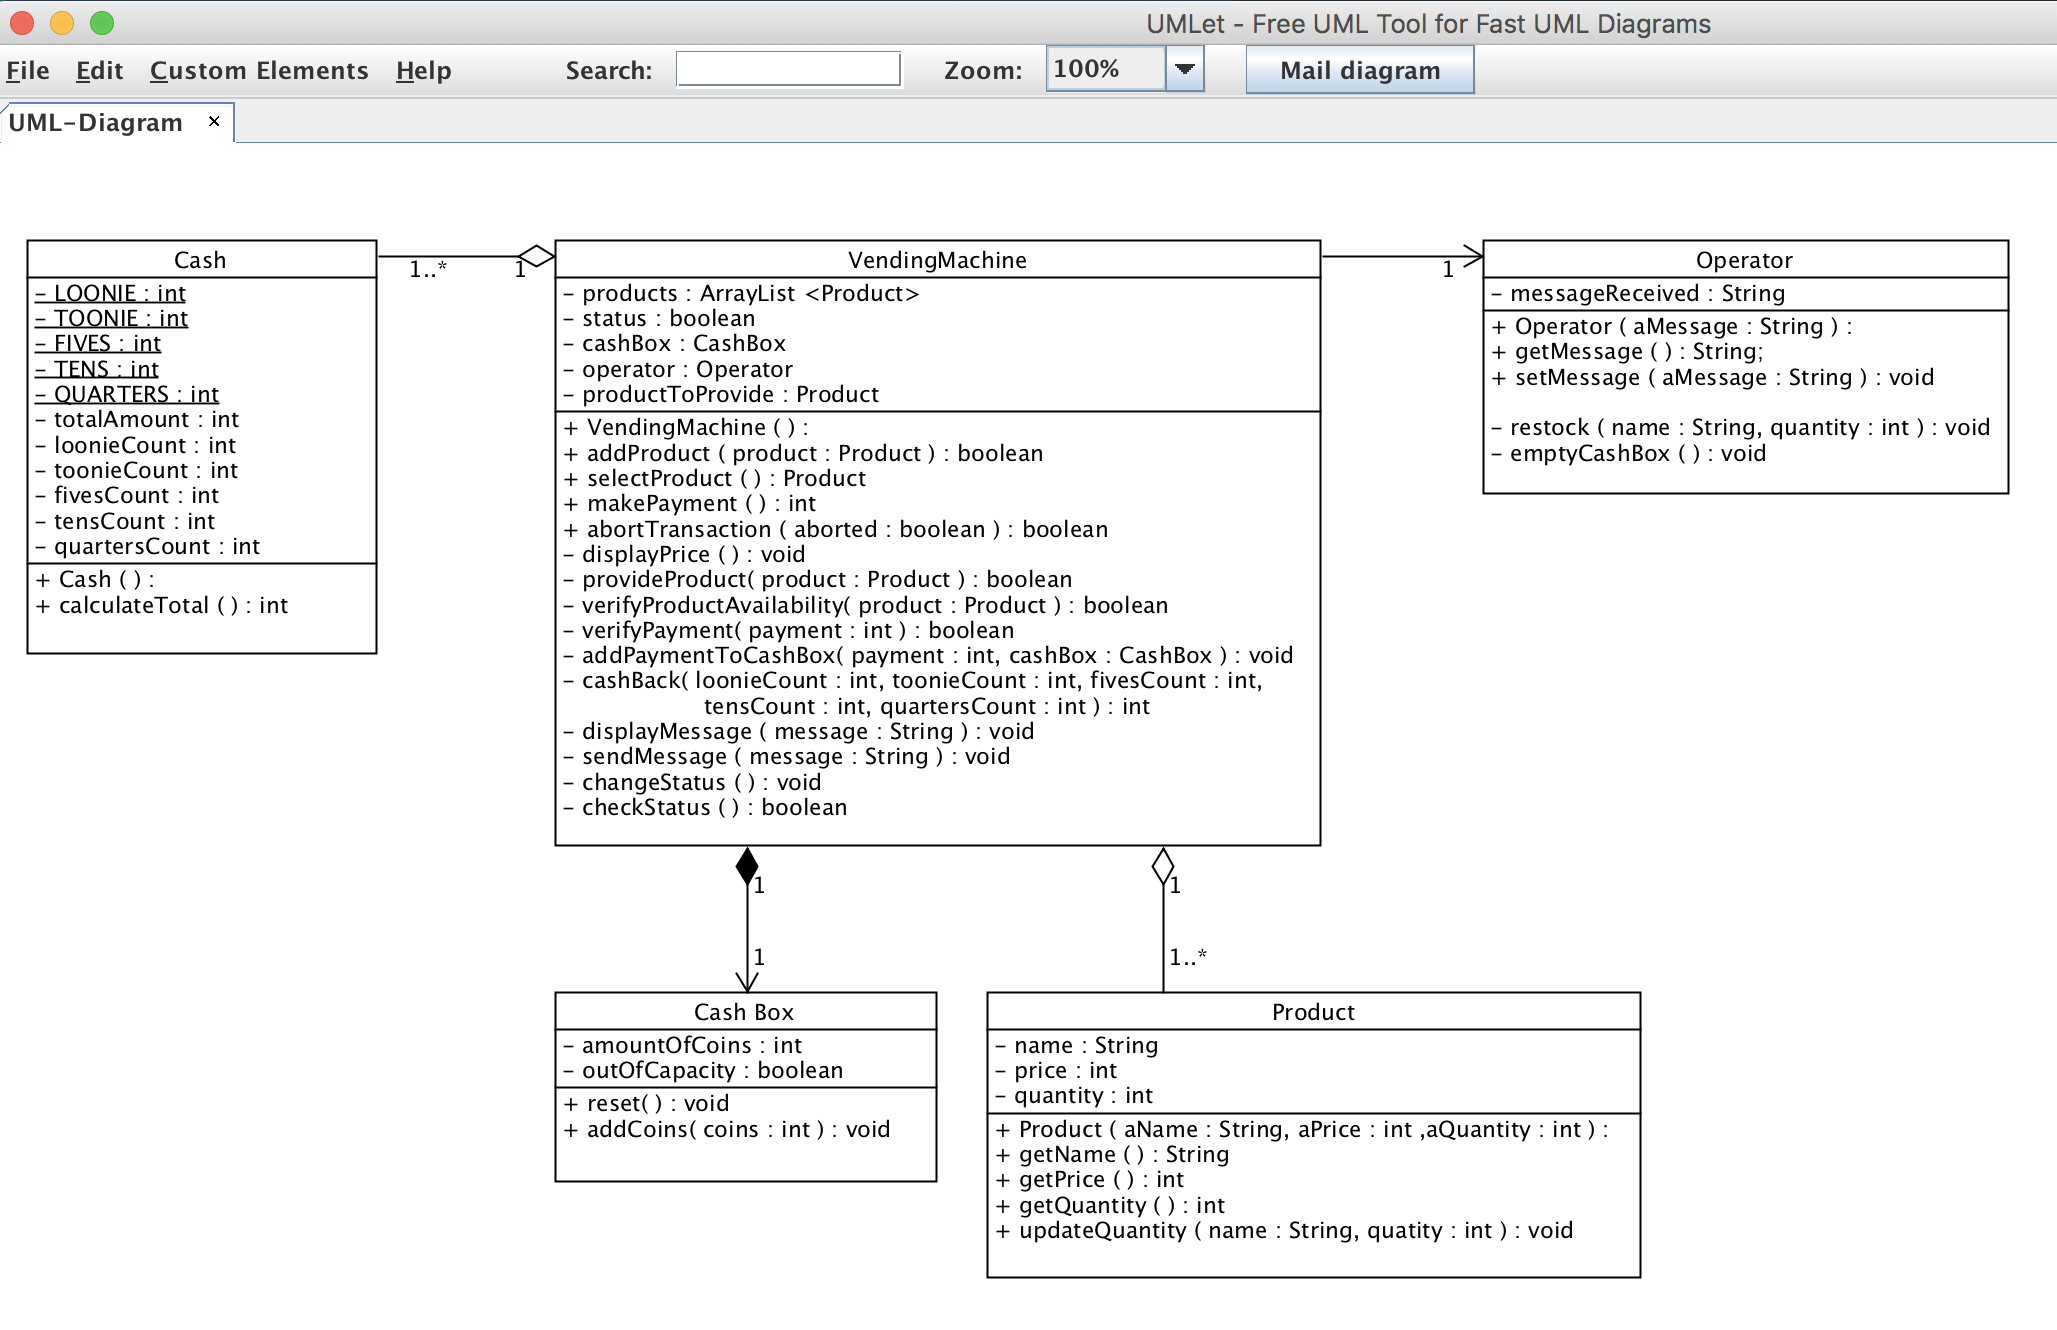 UMLet - Free UML Tool for Fast UML Diagrams
File Edit Custom Elements Help Search: Zoom: 100% Mail diagram
UML-Diagram ×
Cash
- LOONIE : int
- TOONIE : int
- FIVES : int
- TENS : int
- QUARTERS : int
- totalAmount : int
- loonieCount : int
- toonieCount : int
- fivesCount : int
- tensCount : int
- quartersCount : int
+ Cash ( ) :
+ calculateTotal ( ) : int
1..*
1
VendingMachine
- products : ArrayList <Product>
- status : boolean
- cashBox : CashBox
- operator : Operator
- productToProvide : Product
+ VendingMachine ( ) :
+ addProduct ( product : Product ) : boolean
+ selectProduct ( ) : Product
+ makePayment ( ) : int
+ abortTransaction ( aborted : boolean ) : boolean
- displayPrice ( ) : void
- provideProduct( product : Product ) : boolean
- verifyProductAvailability( product : Product ) : boolean
- verifyPayment( payment : int ) : boolean
- addPaymentToCashBox( payment : int, cashBox : CashBox ) : void
- cashBack( loonieCount : int, toonieCount : int, fivesCount : int,
tensCount : int, quartersCount : int ) : int
- displayMessage ( message : String ) : void
- sendMessage ( message : String ) : void
- changeStatus ( ) : void
- checkStatus ( ) : boolean
1
Operator
- messageReceived : String
+ Operator ( aMessage : String ) :
+ getMessage ( ) : String;
+ setMessage ( aMessage : String ) : void
- restock ( name : String, quantity : int ) : void
- emptyCashBox ( ) : void
1
1
Cash Box
- amountOfCoins : int
- outOfCapacity : boolean
+ reset( ) : void
+ addCoins( coins : int ) : void
1
1..*
Product
- name : String
- price : int
- quantity : int
+ Product ( aName : String, aPrice : int ,aQuantity : int ) :
+ getName ( ) : String
+ getPrice ( ) : int
+ getQuantity ( ) : int
+ updateQuantity ( name : String, quatity : int ) : void